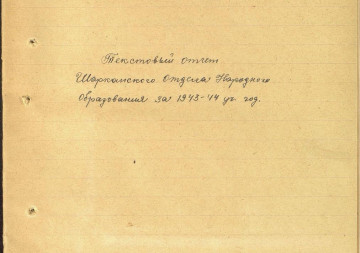 Текстовый отчет
Шарканского Отдела Народного
Образования за 1943-44 уч. год.